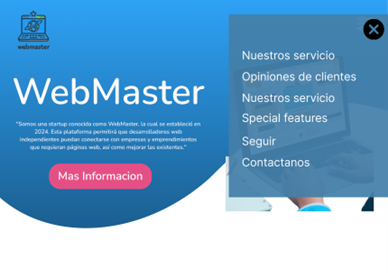 webmaster
WebMaster
"Somos una startup conocida como WebMaster, la cual se estableció en
2024. Esta plataforma permitirá que desarrolladores web
independientes puedan conectarse con empresas y emprendimientos
que requieran páginas web, así como mejorar las existentes."
Mas Informacion
Nuestros servicio
Opiniones de clientes
Nuestros servicio
Special features
Seguir
Contactanos